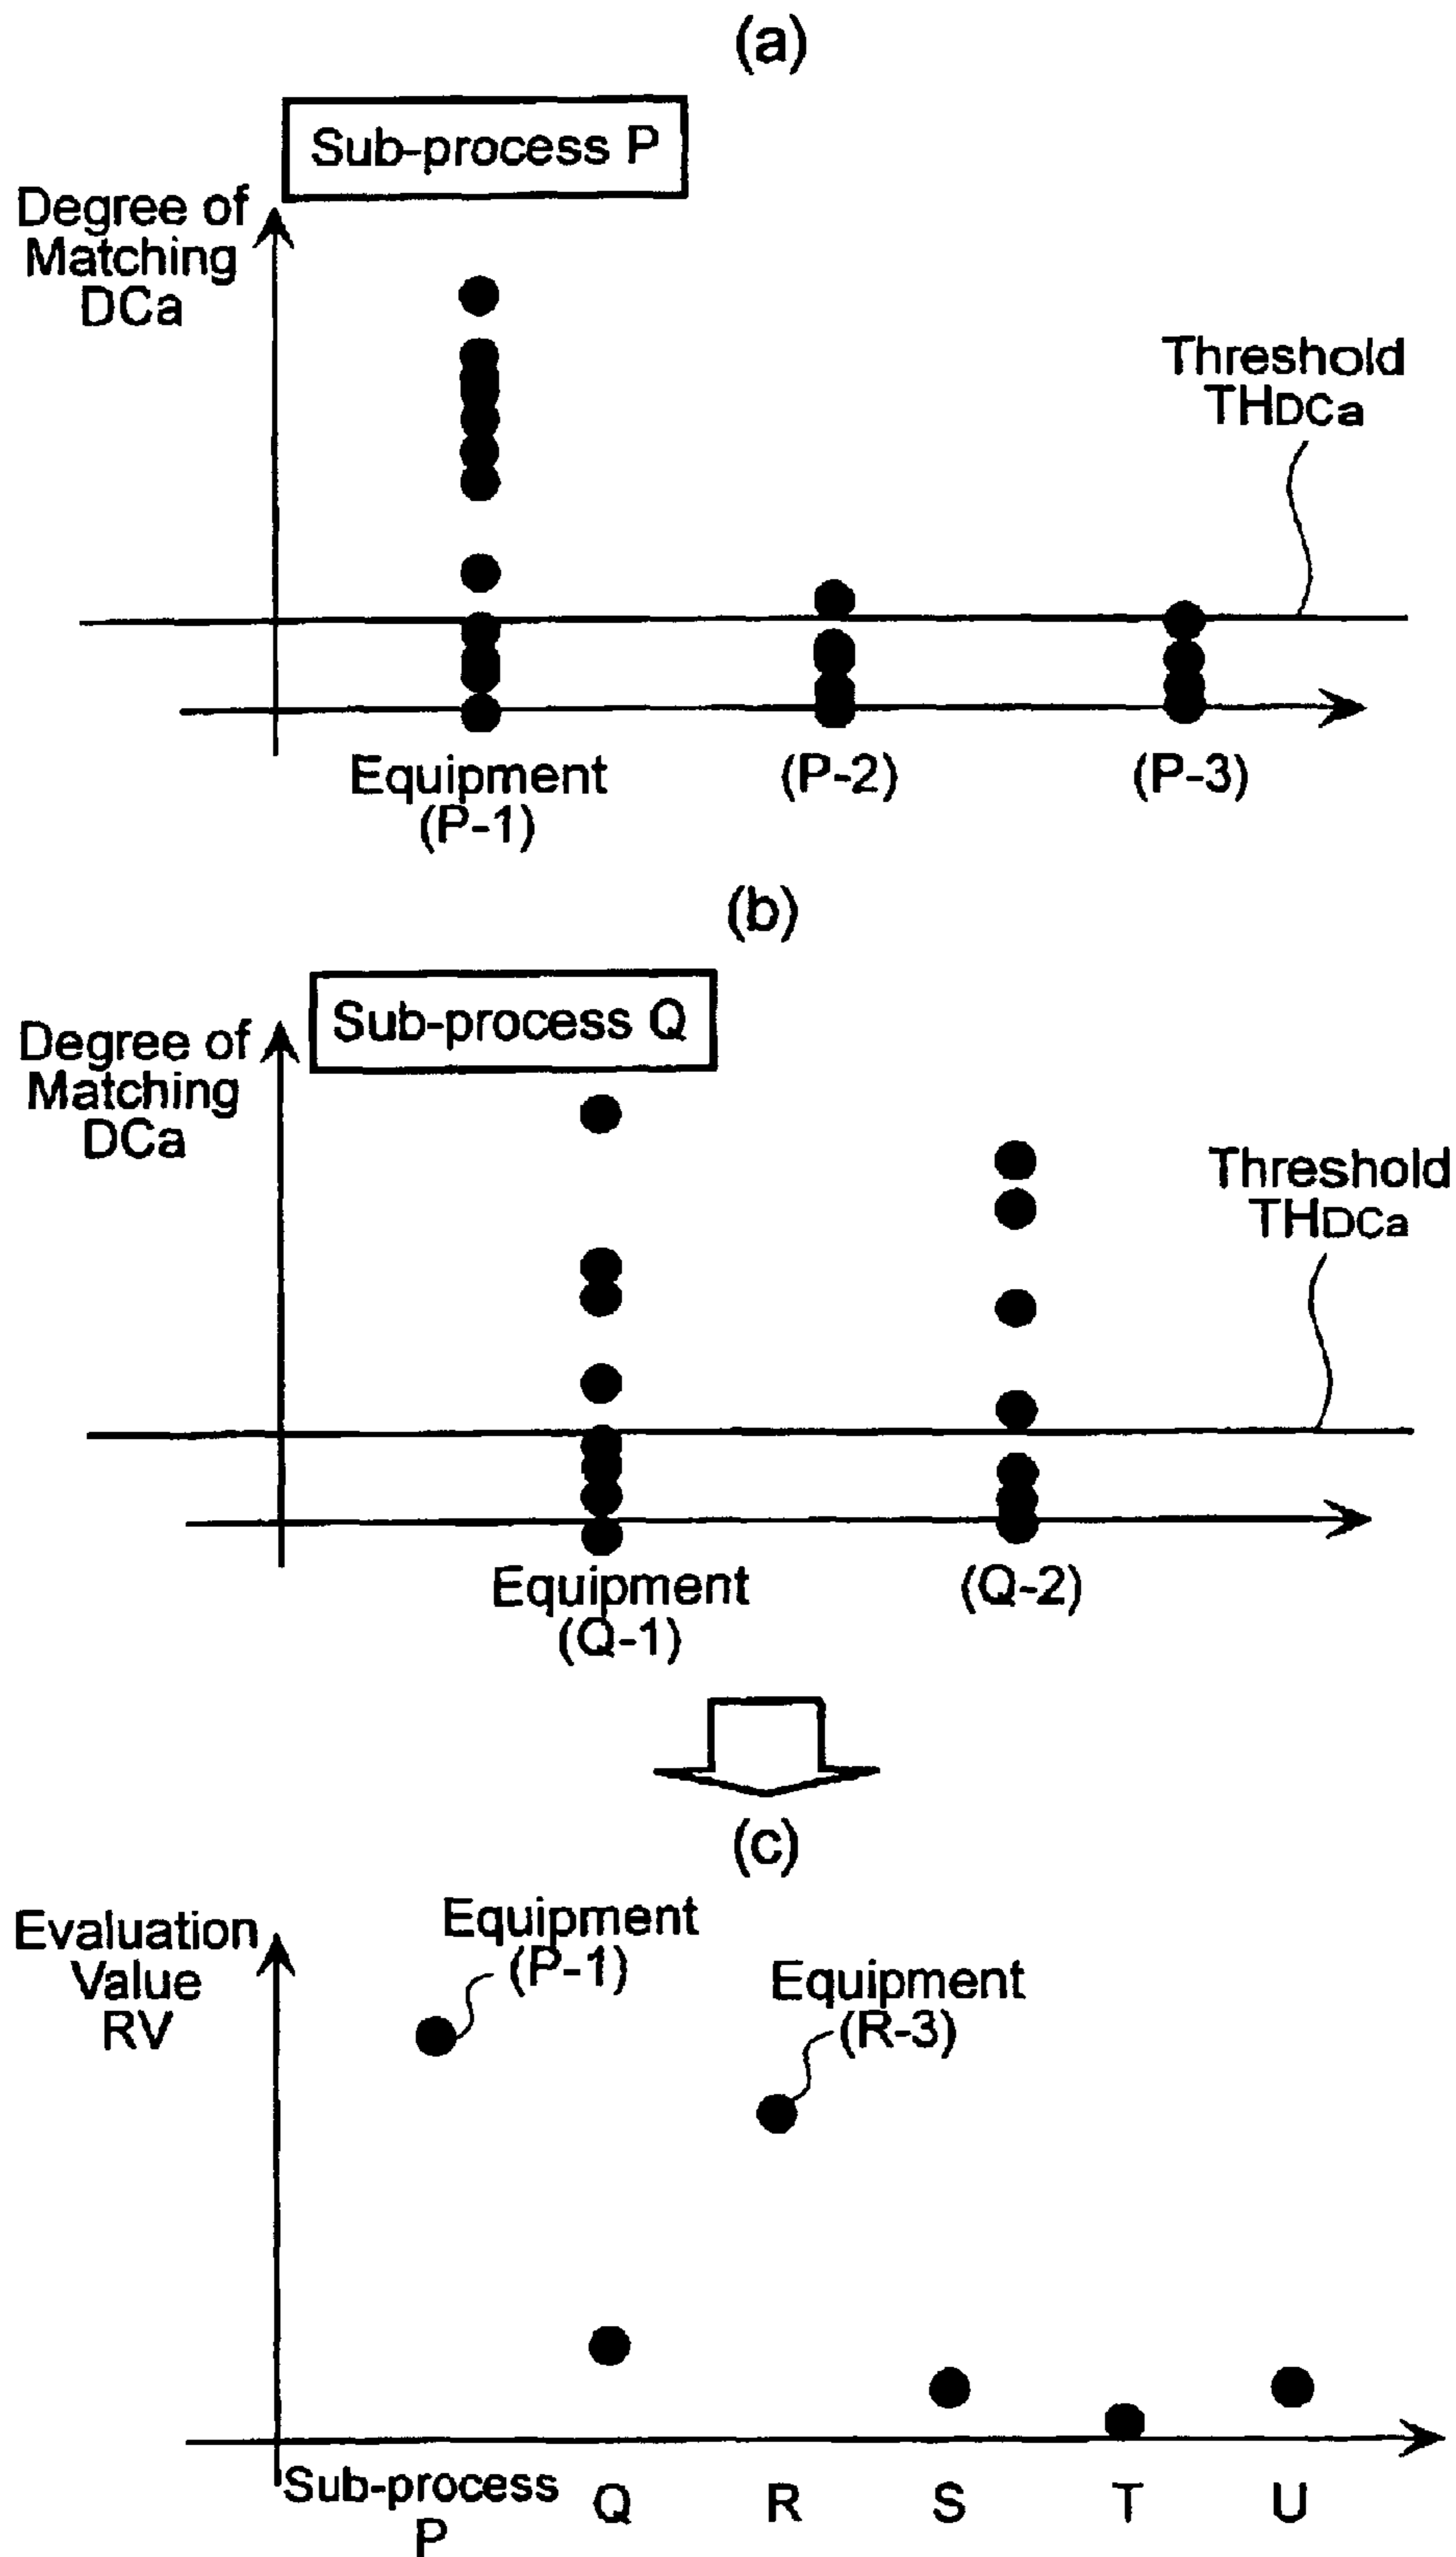 (a)
Sub-process P
Degree of
Matching
DCa
Threshold
THDCa
Equipment
(P-1)
(P-2)
(P-3)
(b)
Sub-process Q
Degree of
Matching
DCa
Threshold
THDCa
Equipment
(Q-1)
(Q-2)
(c)
Evaluation
Value
RV
Equipment
(P-1)
Equipment
(R-3)
Sub-process
P
Q
R
S
T
U